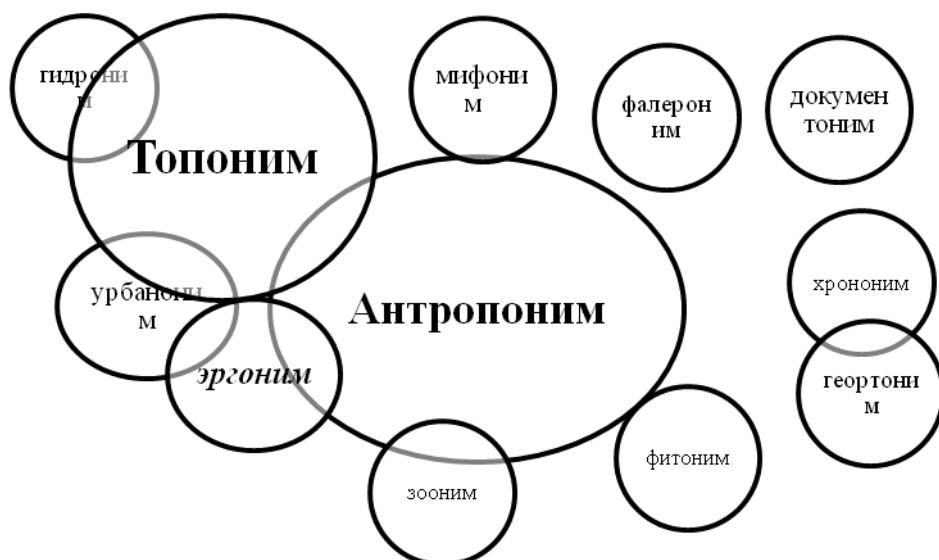 гидрони
м
мифони
м
фалерон
им
докумен
тоним
Топоним
урбанони
м
Антропоним
хрононим
эргоним
геортони
м
зооним
фитоним